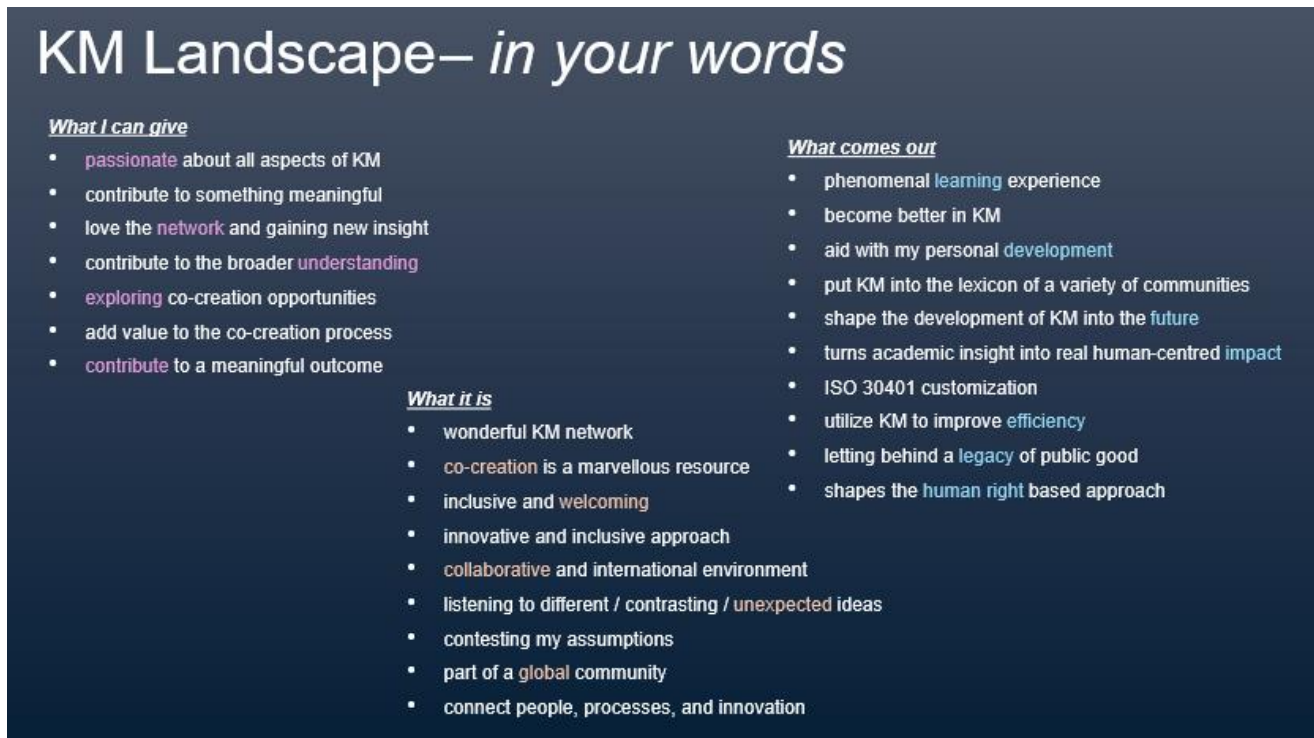 KM Landscape– in your words
What I can give
• passionate about all aspects of KM
• contribute to something meaningful
• love the network and gaining new insight
• contribute to the broader understanding
• exploring co-creation opportunities
• add value to the co-creation process
• contribute to a meaningful outcome
What it is
• wonderful KM network
• co-creation is a marvellous resource
• inclusive and welcoming
• innovative and inclusive approach
• collaborative and international environment
• listening to different / contrasting / unexpected ideas
• contesting my assumptions
• part of a global community
• connect people, processes, and innovation
What comes out
• phenomenal learning experience
• become better in KM
• aid with my personal development
• put KM into the lexicon of a variety of communities
• shape the development of KM into the future
• turns academic insight into real human-centred impact
• ISO 30401 customization
• utilize KM to improve efficiency
• letting behind a legacy of public good
• shapes the human right based approach